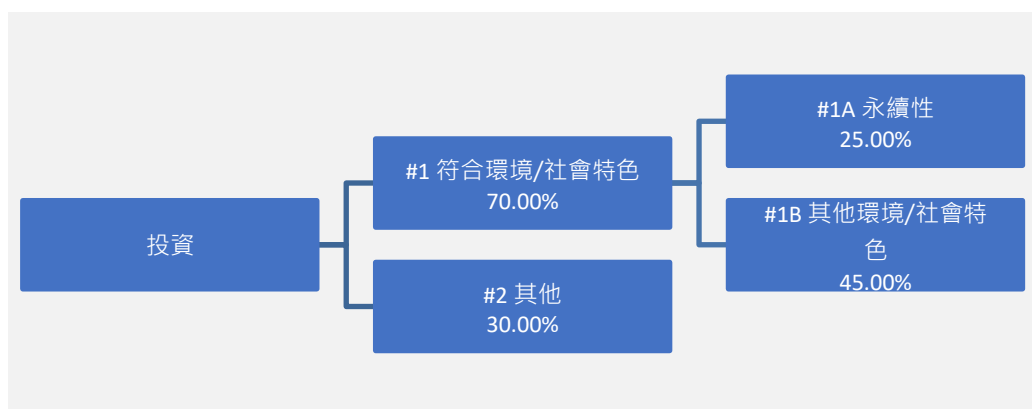 投資
#1 符合環境/社會特色
70.00%
#2 其他
30.00%
#1A 永續性
25.00%
#1B 其他環境/社會特
色
45.00%